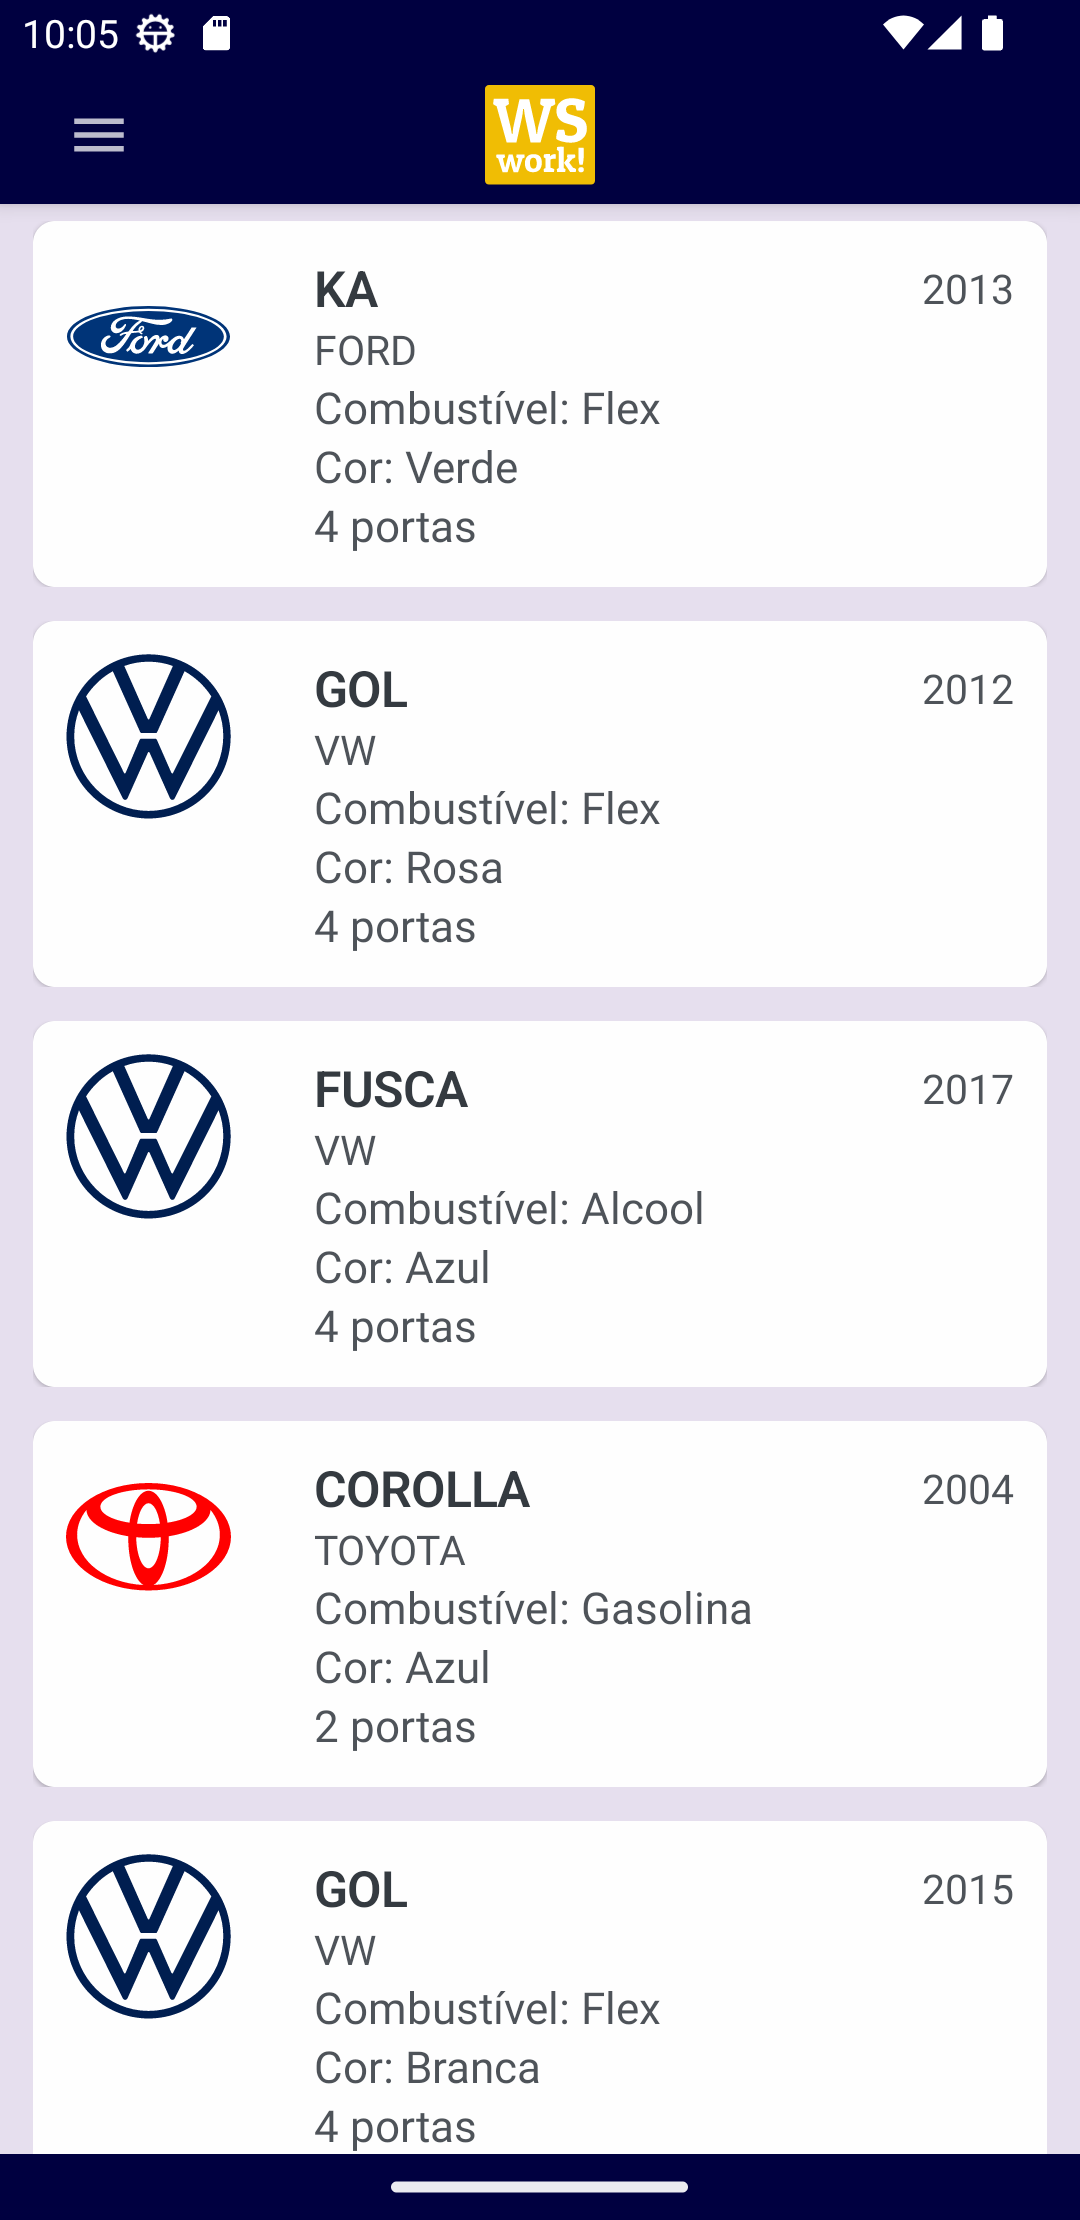 10:05
WS
work!
KA
2013
Ford
FORD
Combustível: Flex
Cor: Verde
4 portas
GOL
2012
VW
Combustível: Flex
Cor: Rosa
4 portas
FUSCA
2017
VW
Combustível: Alcool
Cor: Azul
4 portas
COROLLA
2004
TOYOTA
Combustível: Gasolina
Cor: Azul
2 portas
GOL
2015
VW
Combustível: Flex
Cor: Branca
4 portas